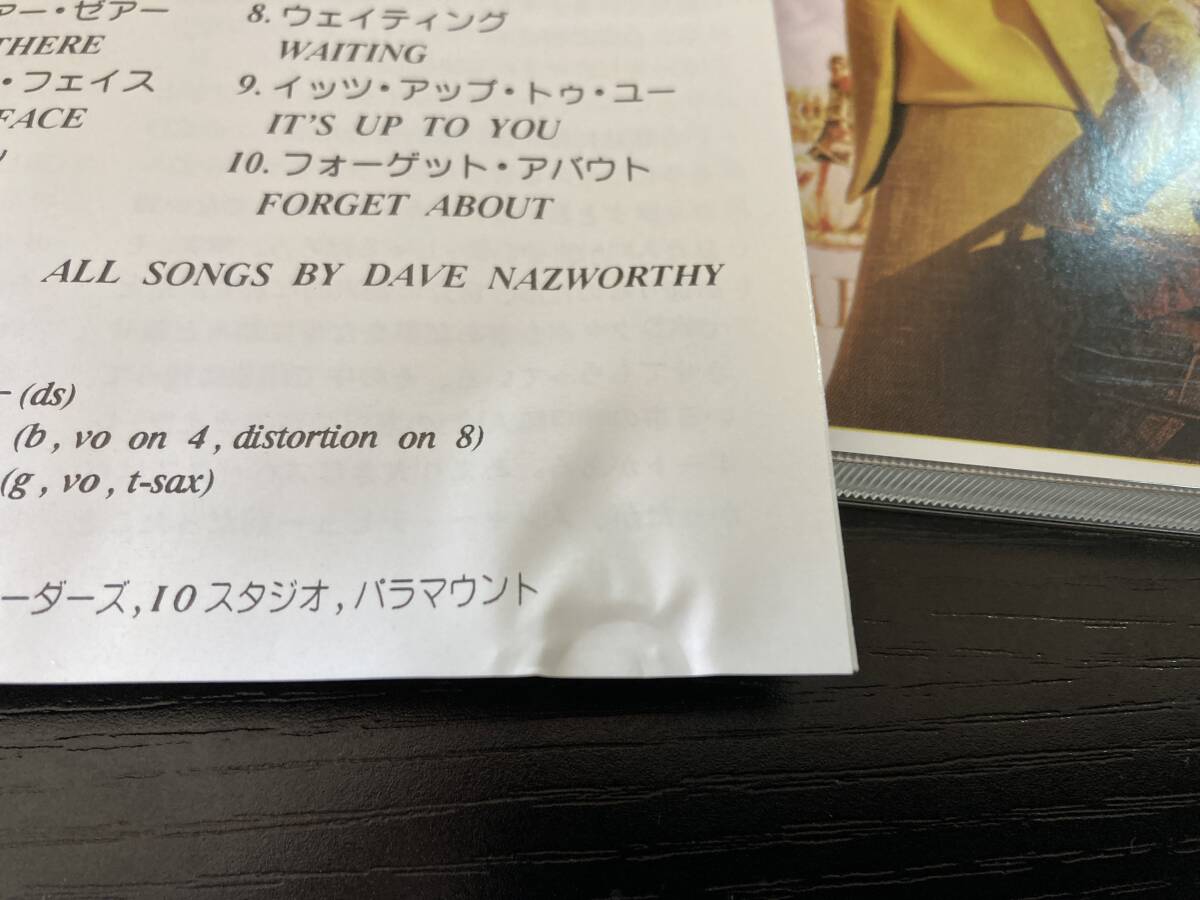 ァー・ゼアー
THERE
・フェイス
FACE
8. ウェイティング
WAITING
9. イッツ・アップ・トゥ・ユー
IT'S UP TO YOU
10. フォーゲット・アバウト
FORGET ABOUT
ALL SONGS BY DAVE NAZWORTHY
ー(ds)
(b, vo on 4, distortion on 8)
(g, vo, t-sax)
ーダーズ, IO スタジオ, パラマウント